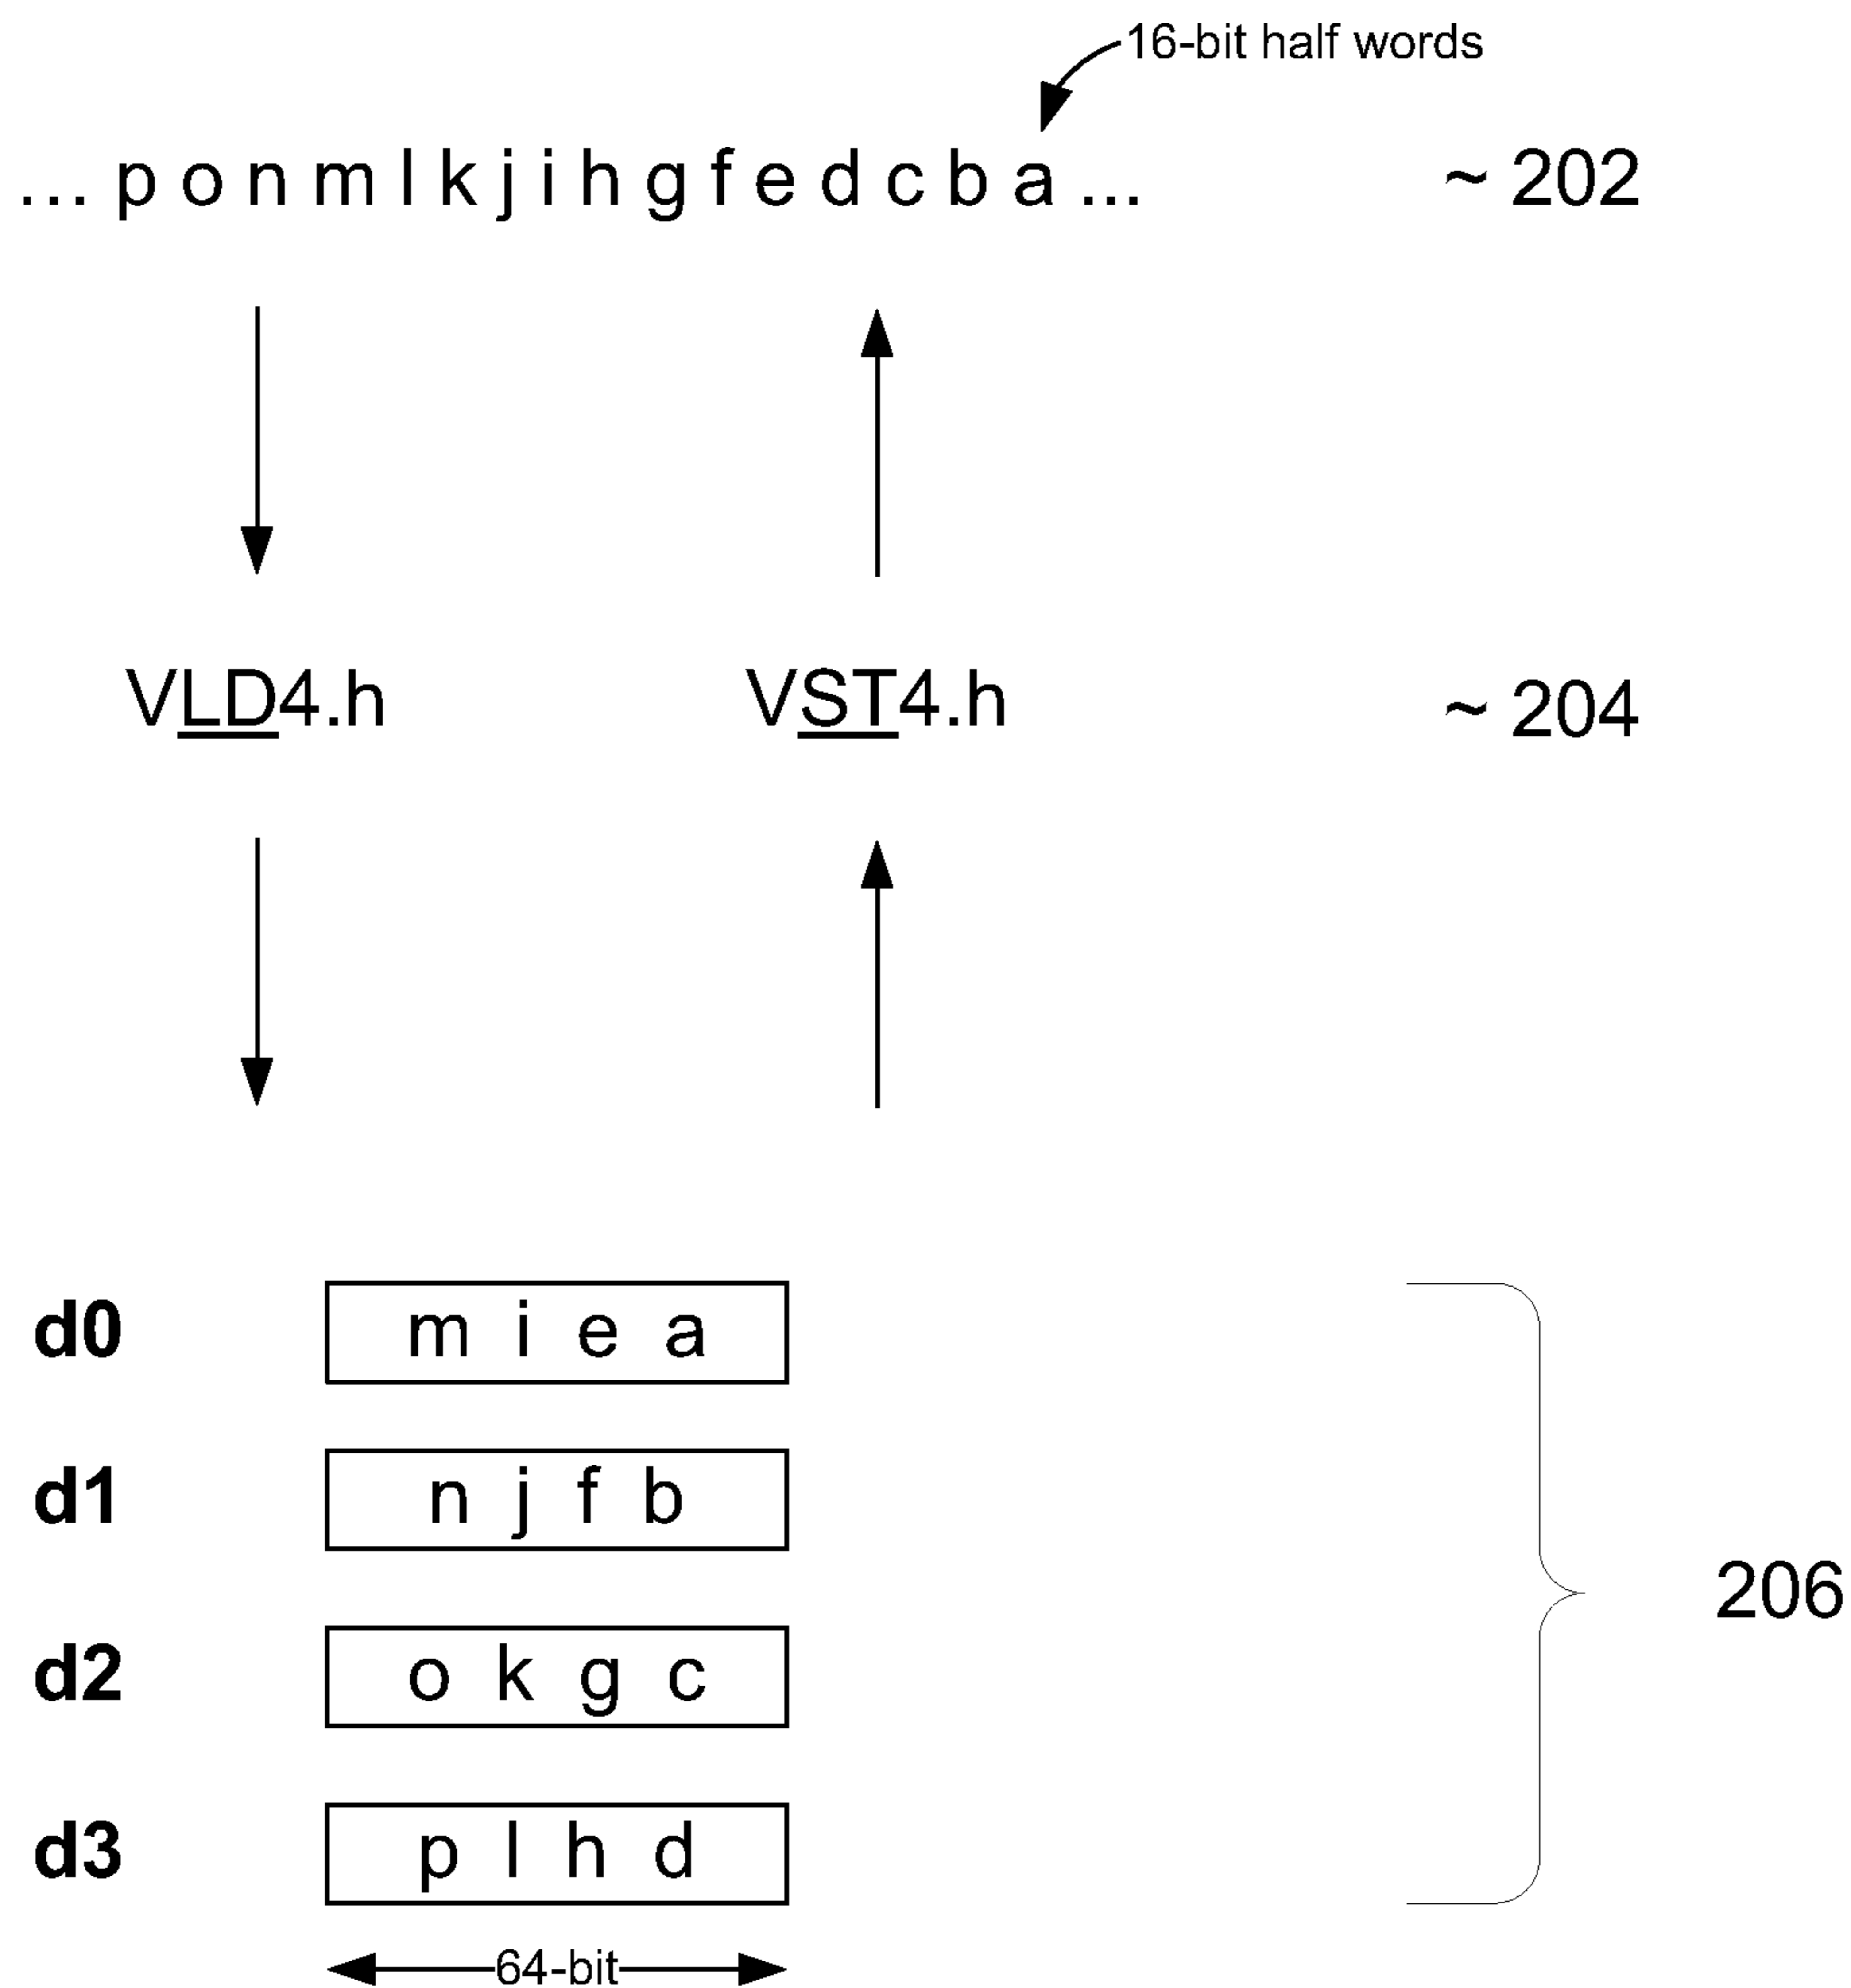 16-bit half words
... p o n m l k j i h g f e d c b a ... ~ 202
VLD4.h VST4.h ~ 204
d0 m i e a
d1 n j f b
206
d2 o k g c
d3 p l h d
64-bit